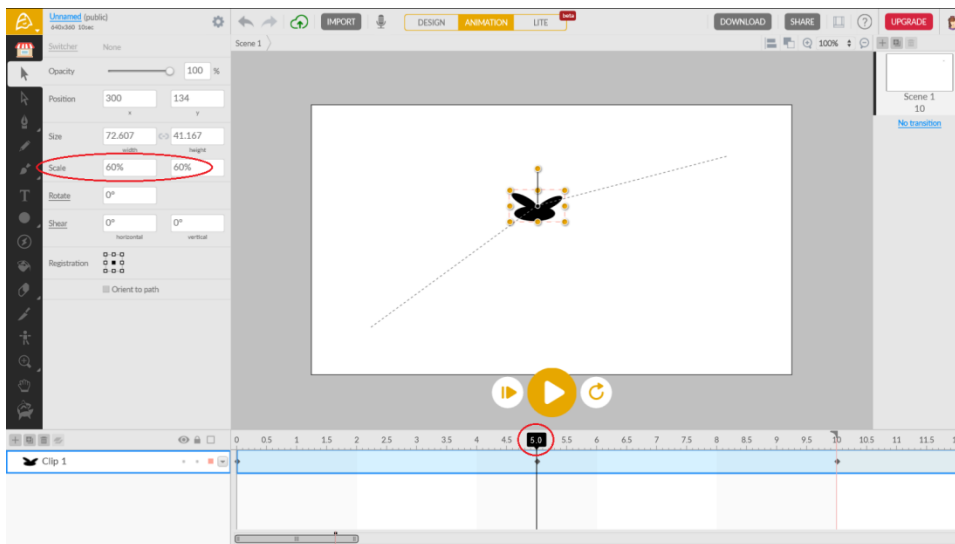 Unnamed (public)
640x360 10sec
IMPORT
DESIGN
ANIMATION
LITE
beta
DOWNLOAD
SHARE
?
UPGRADE
Switcher None
Scene 1
100%
Opacity 100 %
Position 300 134
x y
Size 72.607 41.167
width height
Scale 60% 60%
Rotate 0°
Shear 0° 0°
horizontal vertical
Registration
Orient to path
T
Scene 1
10
No transition
0 0.5 1 1.5 2 2.5 3 3.5 4 4.5 5.0 5.5 6 6.5 7 7.5 8 8.5 9 9.5 10 10.5 11 11.5
Clip 1